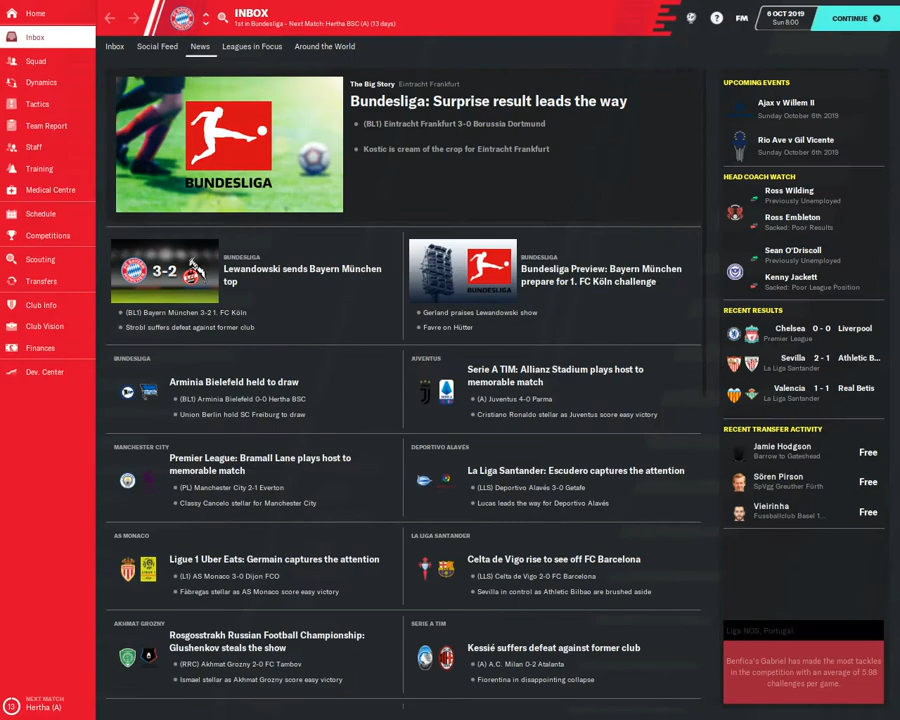 Home
Inbox
Squad
Dynamics
Tactics
Team Report
Staff
Training
Medical Centre
Schedule
Competitions
Scouting
Transfers
Club Info
Club Vision
Finances
Dev. Center
13
NEXT MATCH
Hertha (A)
INBOX
1st in Bundesliga - Next Match: Hertha BSC (A) (13 days)
?
FM
6 OCT 2019
Sun 8:00
CONTINUE
Inbox
Social Feed
News
Leagues in Focus
Around the World
BUNDESLIGA
The Big Story Eintracht Frankfurt
Bundesliga: Surprise result leads the way
(BL1) Eintracht Frankfurt 3-0 Borussia Dortmund
Kostic is cream of the crop for Eintracht Frankfurt
3-2
BUNDESLIGA
Lewandowski sends Bayern München
top
(BL1) Bayern München 3-2 1. FC Köln
Strobl suffers defeat against former club
BUNDESLIGA
BUNDESLIGA
Bundesliga Preview: Bayern München
prepare for 1. FC Köln challenge
Gerland praises Lewandowski show
Favre on Hütter
BUNDESLIGA
Arminia Bielefeld held to draw
(BL1) Arminia Bielefeld 0-0 Hertha BSC
Union Berlin hold SC Freiburg to draw
JUVENTUS
Serie A TIM: Allianz Stadium plays host to
memorable match
(A) Juventus 4-0 Parma
Cristiano Ronaldo stellar as Juventus score easy victory
MANCHESTER CITY
Premier League: Bramall Lane plays host to
memorable match
(PL) Manchester City 2-1 Everton
Classy Cancelo stellar for Manchester City
DEPORTIVO ALAVÉS
La Liga Santander: Escudero captures the attention
(LLS) Deportivo Alavés 3-0 Getafe
Lucas leads the way for Deportivo Alavés
AS MONACO
Ligue 1 Uber Eats: Germain captures the attention
(L1) AS Monaco 3-0 Dijon FCO
Fàbregas stellar as AS Monaco score easy victory
LA LIGA SANTANDER
Celta de Vigo rise to see off FC Barcelona
(LLS) Celta de Vigo 2-0 FC Barcelona
Sevilla in control as Athletic Bilbao are brushed aside
AKHMAT GROZNY
Rosgosstrakh Russian Football Championship:
Glushenkov steals the show
(RRC) Akhmat Grozny 2-0 FC Tambov
Ismael stellar as Akhmat Grozny score easy victory
SERIE A TIM
Kessié suffers defeat against former club
(A) A.C. Milan 0-2 Atalanta
Fiorentina in disappointing collapse
UPCOMING EVENTS
Ajax v Willem II
Sunday October 6th 2019
Rio Ave v Gil Vicente
Sunday October 6th 2019
HEAD COACH WATCH
Ross Wilding
Previously Unemployed
Ross Embleton
Sacked: Poor Results
Sean O'Driscoll
Previously Unemployed
Kenny Jackett
Sacked: Poor League Position
RECENT RESULTS
Chelsea 0 - 0 Liverpool
Premier League
Sevilla 2 - 1 Athletic B...
La Liga Santander
Valencia 1 - 1 Real Betis
La Liga Santander
RECENT TRANSFER ACTIVITY
Jamie Hodgson
Barrow to Gateshead
Free
Sören Pirson
SpVgg Greuther Fürth
Free
Vieirinha
Fussballclub Basel 1...
Free
Liga NOS, Portugal
Benfica's Gabriel has made the most tackles
in the competition with an average of 5.98
challenges per game.